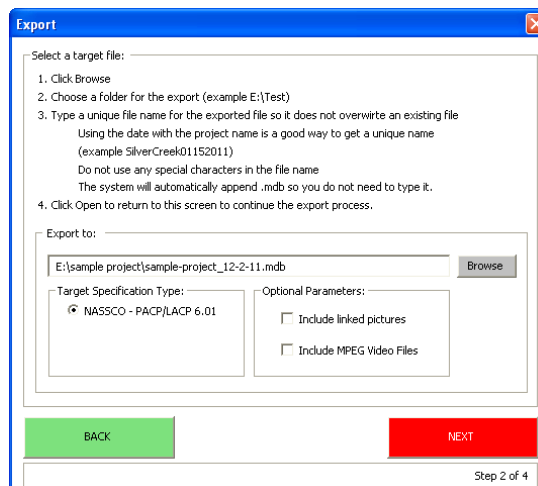 Export
Select a target file:
1. Click Browse
2. Choose a folder for the export (example E:\Test)
3. Type a unique file name for the exported file so it does not overwirte an existing file
Using the date with the project name is a good way to get a unique name
(example SilverCreek01152011)
Do not use any special characters in the file name
The system will automatically append .mdb so you do not need to type it.
4. Click Open to return to this screen to continue the export process.
Export to:
E:\sample project\sample-project_12-2-11.mdb
Browse
Target Specification Type:
NASSCO - PACP/LACP 6.01
Optional Parameters:
Include linked pictures
Include MPEG Video Files
BACK
NEXT
Step 2 of 4